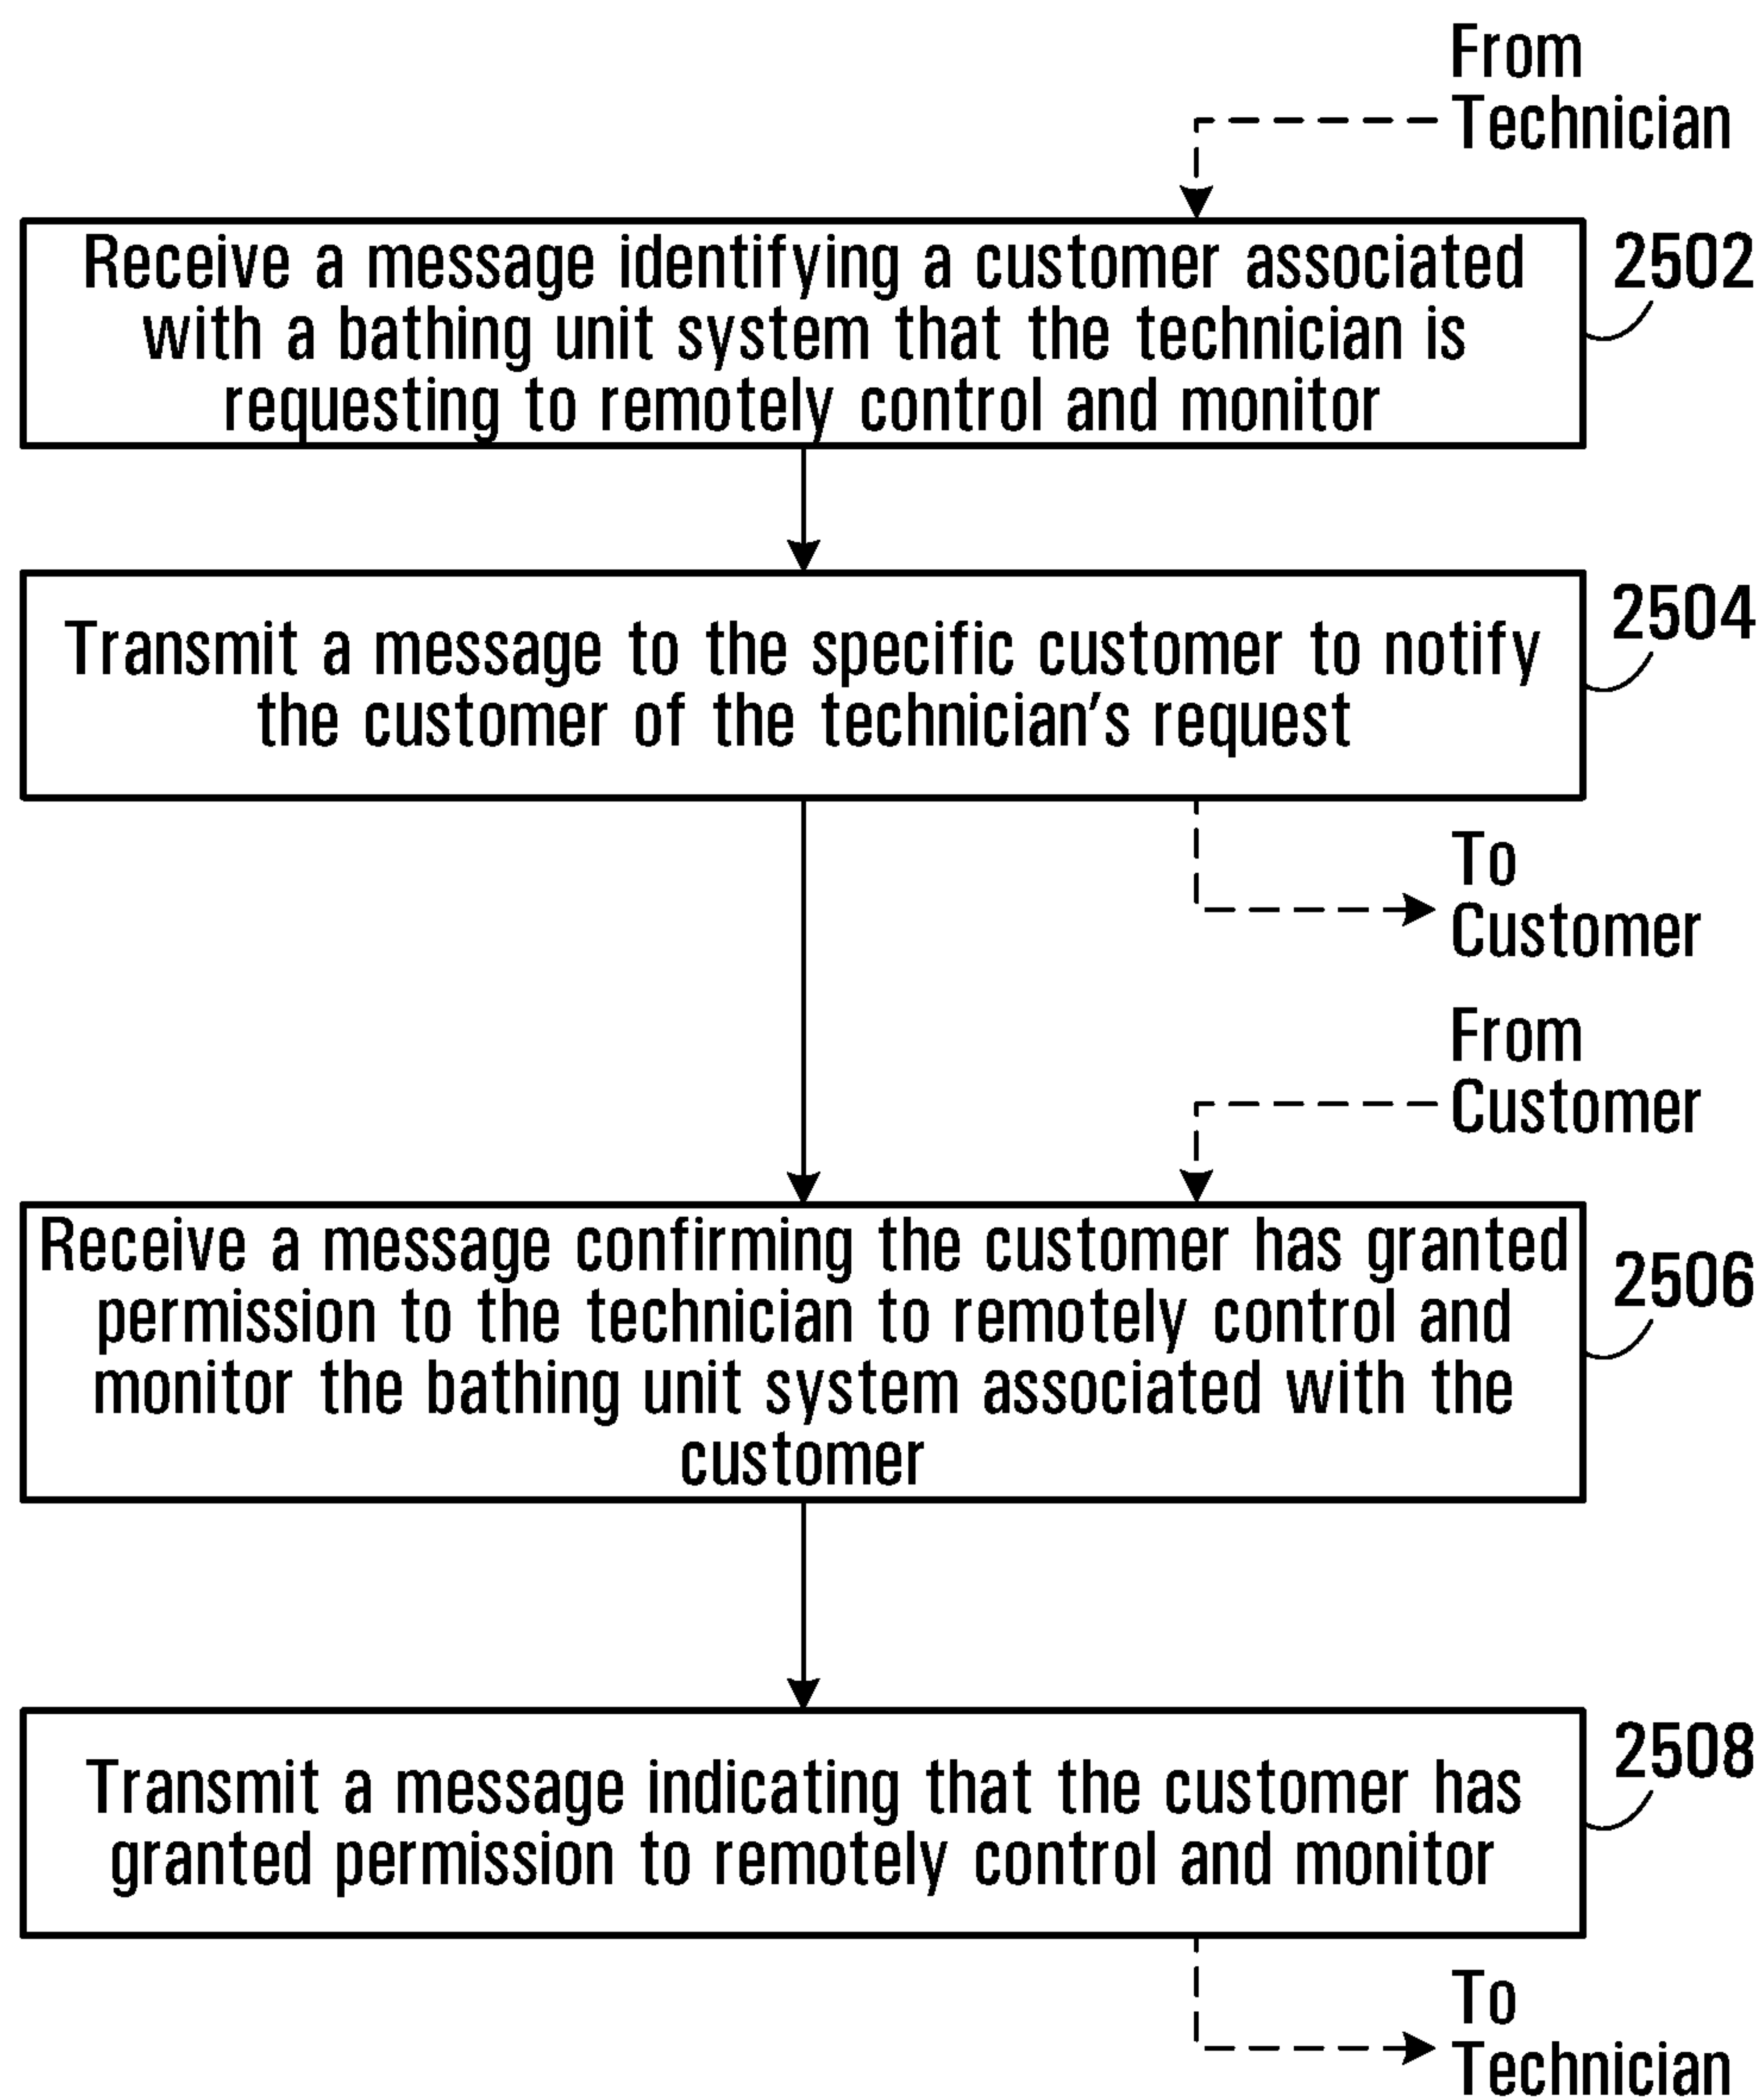 From
Technician
Receive a message identifying a customer associated
with a bathing unit system that the technician is
requesting to remotely control and monitor
2502
Transmit a message to the specific customer to notify
the customer of the technician's request
2504
To
Customer
From
Customer
Receive a message confirming the customer has granted
permission to the technician to remotely control and
monitor the bathing unit system associated with the
customer
2506
Transmit a message indicating that the customer has
granted permission to remotely control and monitor
2508
To
Technician